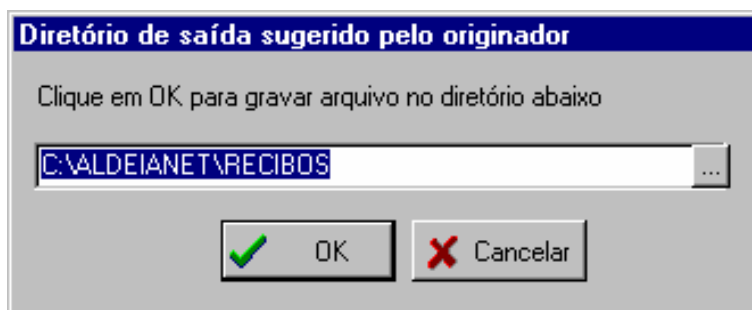 Diretório de saída sugerido pelo originador
Clique em OK para gravar arquivo no diretório abaixo
C:\ALDEIANET\RECIBOS
...
OK
Cancelar